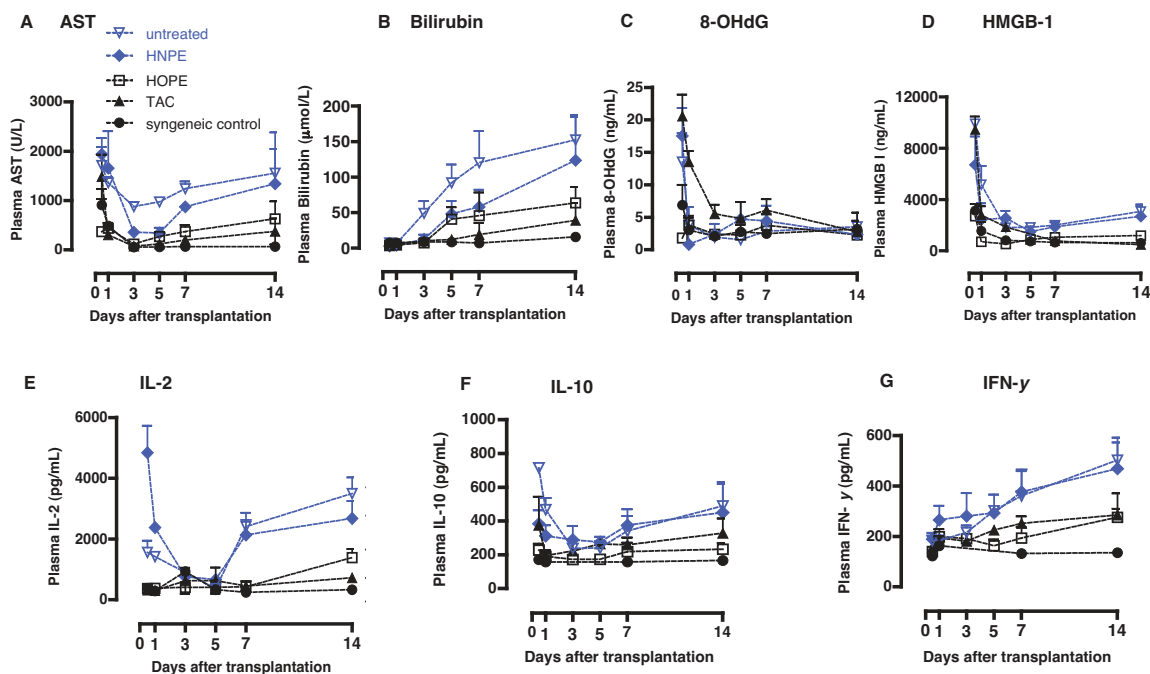 A AST
B Bilirubin
C 8-OHdG
D HMGB-1
untreated
HNPE
HOPE
TAC
syngeneic control
Plasma AST (U/L)
3000
2000
1000
0
0 1 3 5 7 14
Days after transplantation
Plasma Bilirubin (μmol/L)
200
150
100
50
0
0 1 3 5 7 14
Days after transplantation
Plasma 8-OHdG (ng/mL)
25
20
15
10
5
0
0 1 3 5 7 14
Days after transplantation
Plasma HMGB I (ng/mL)
12000
8000
4000
0
0 1 3 5 7 14
Days after transplantation
E IL-2
F IL-10
G IFN-y
Plasma IL-2 (pg/mL)
6000
4000
2000
0
0 1 3 5 7 14
Days after transplantation
Plasma IL-10 (pg/mL)
1000
800
600
400
200
0
0 1 3 5 7 14
Days after transplantation
Plasma IFN- y (pg/mL)
600
400
200
0
0 1 3 5 7 14
Days after transplantation